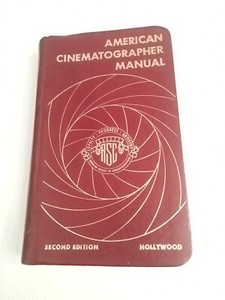 AMERICAN
CINEMATOGRAPHER
MANUAL
ASC
SECOND EDITION HOLLYWOOD